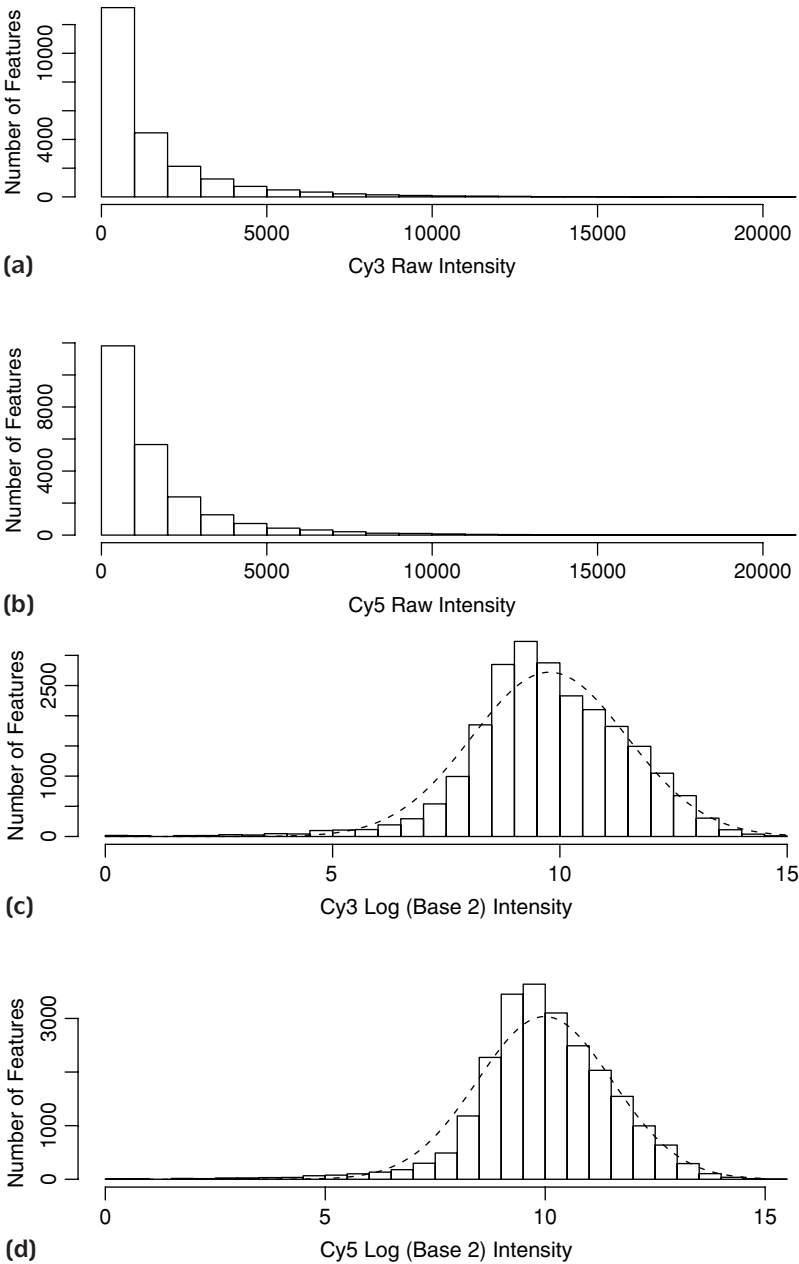 Number of Features
10000
4000
0
0 5000 10000 15000 20000
Cy3 Raw Intensity
(a)
Number of Features
8000
4000
0
0 5000 10000 15000 20000
Cy5 Raw Intensity
(b)
Number of Features
2500
1000
0
0 5 10 15
Cy3 Log (Base 2) Intensity
(c)
Number of Features
3000
1000
0
0 5 10 15
Cy5 Log (Base 2) Intensity
(d)